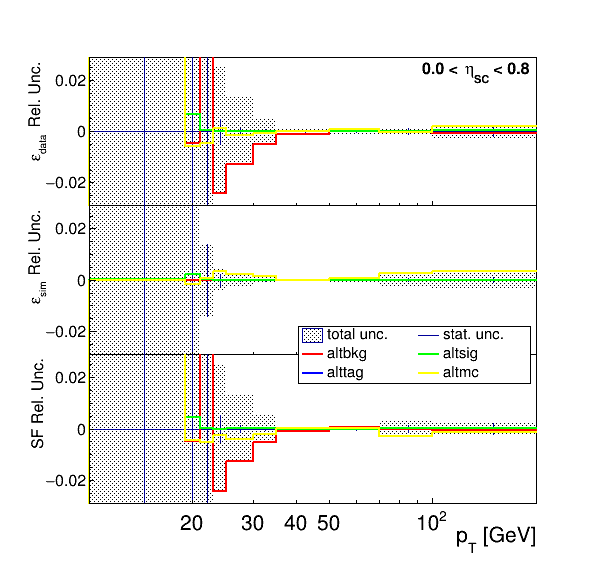 0.0 < η_SC < 0.8
ε_data Rel. Unc.
0.02
0
−0.02
ε_sim Rel. Unc.
0.02
0
−0.02
total unc. stat. unc.
altbkg altsig
alttag altmc
SF Rel. Unc.
0.02
0
−0.02
20 30 40 50 10²
p_T [GeV]